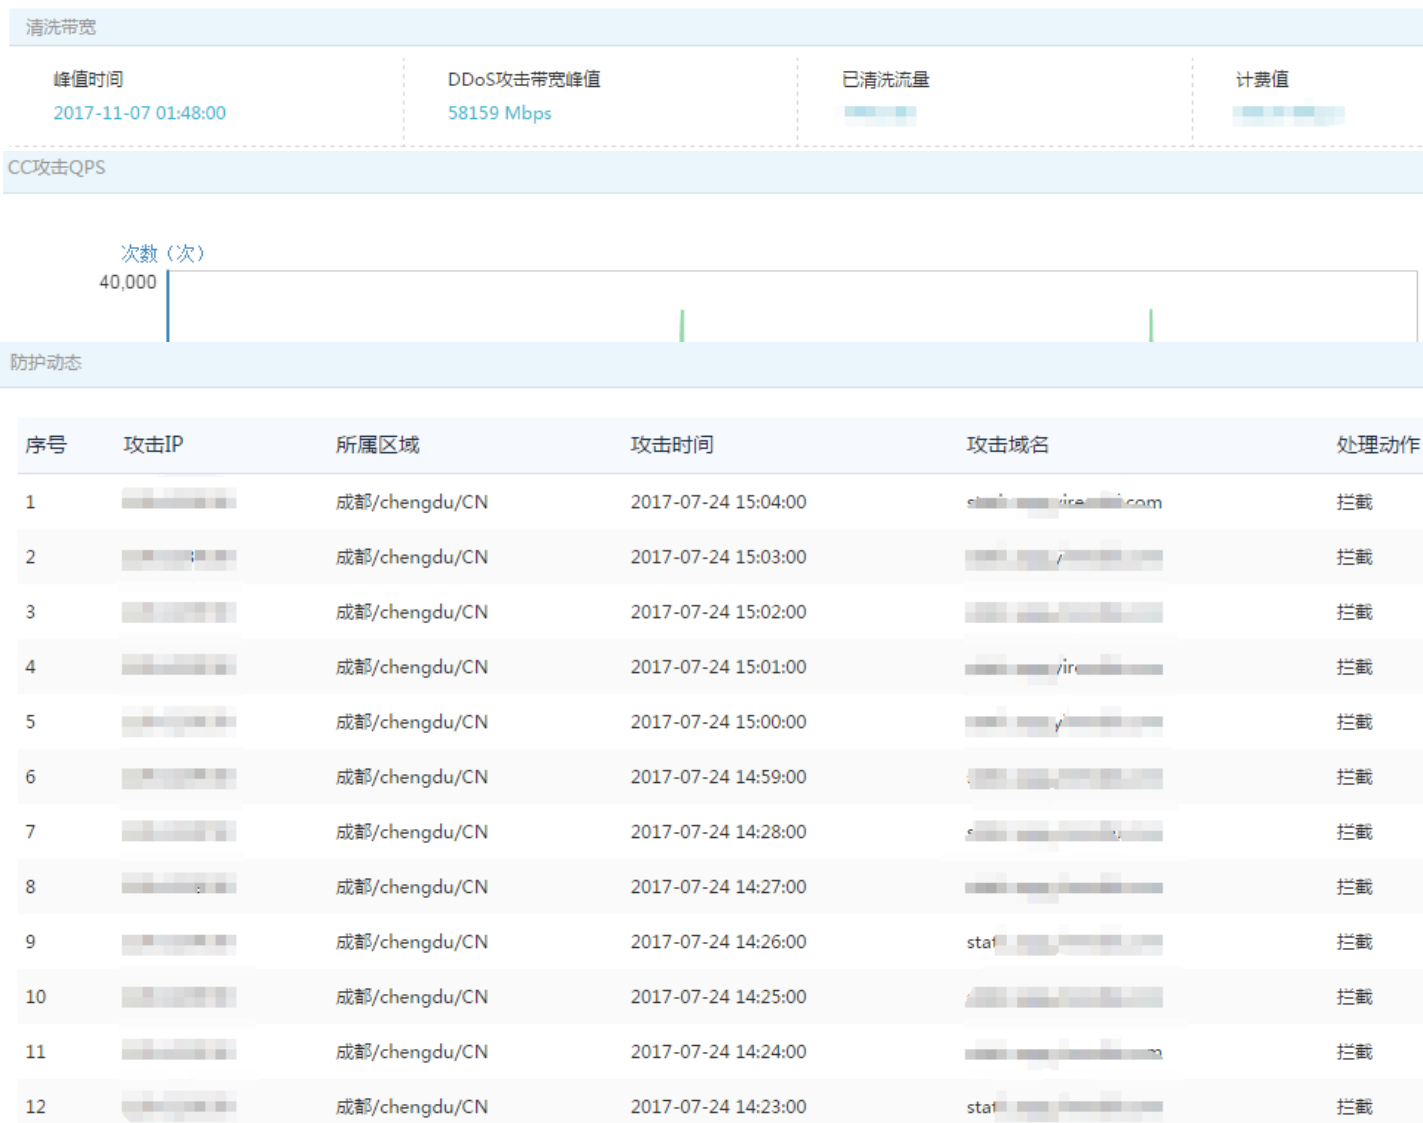 清洗带宽
峰值时间 DDoS攻击带宽峰值 已清洗流量 计费值
2017-11-07 01:48:00 58159 Mbps
CC攻击QPS
次数（次）
40,000
防护动态
序号 攻击IP 所属区域 攻击时间 攻击域名 处理动作
1 成都/chengdu/CN 2017-07-24 15:04:00 拦截
2 成都/chengdu/CN 2017-07-24 15:03:00 拦截
3 成都/chengdu/CN 2017-07-24 15:02:00 拦截
4 成都/chengdu/CN 2017-07-24 15:01:00 拦截
5 成都/chengdu/CN 2017-07-24 15:00:00 拦截
6 成都/chengdu/CN 2017-07-24 14:59:00 拦截
7 成都/chengdu/CN 2017-07-24 14:28:00 拦截
8 成都/chengdu/CN 2017-07-24 14:27:00 拦截
9 成都/chengdu/CN 2017-07-24 14:26:00 拦截
10 成都/chengdu/CN 2017-07-24 14:25:00 拦截
11 成都/chengdu/CN 2017-07-24 14:24:00 拦截
12 成都/chengdu/CN 2017-07-24 14:23:00 拦截